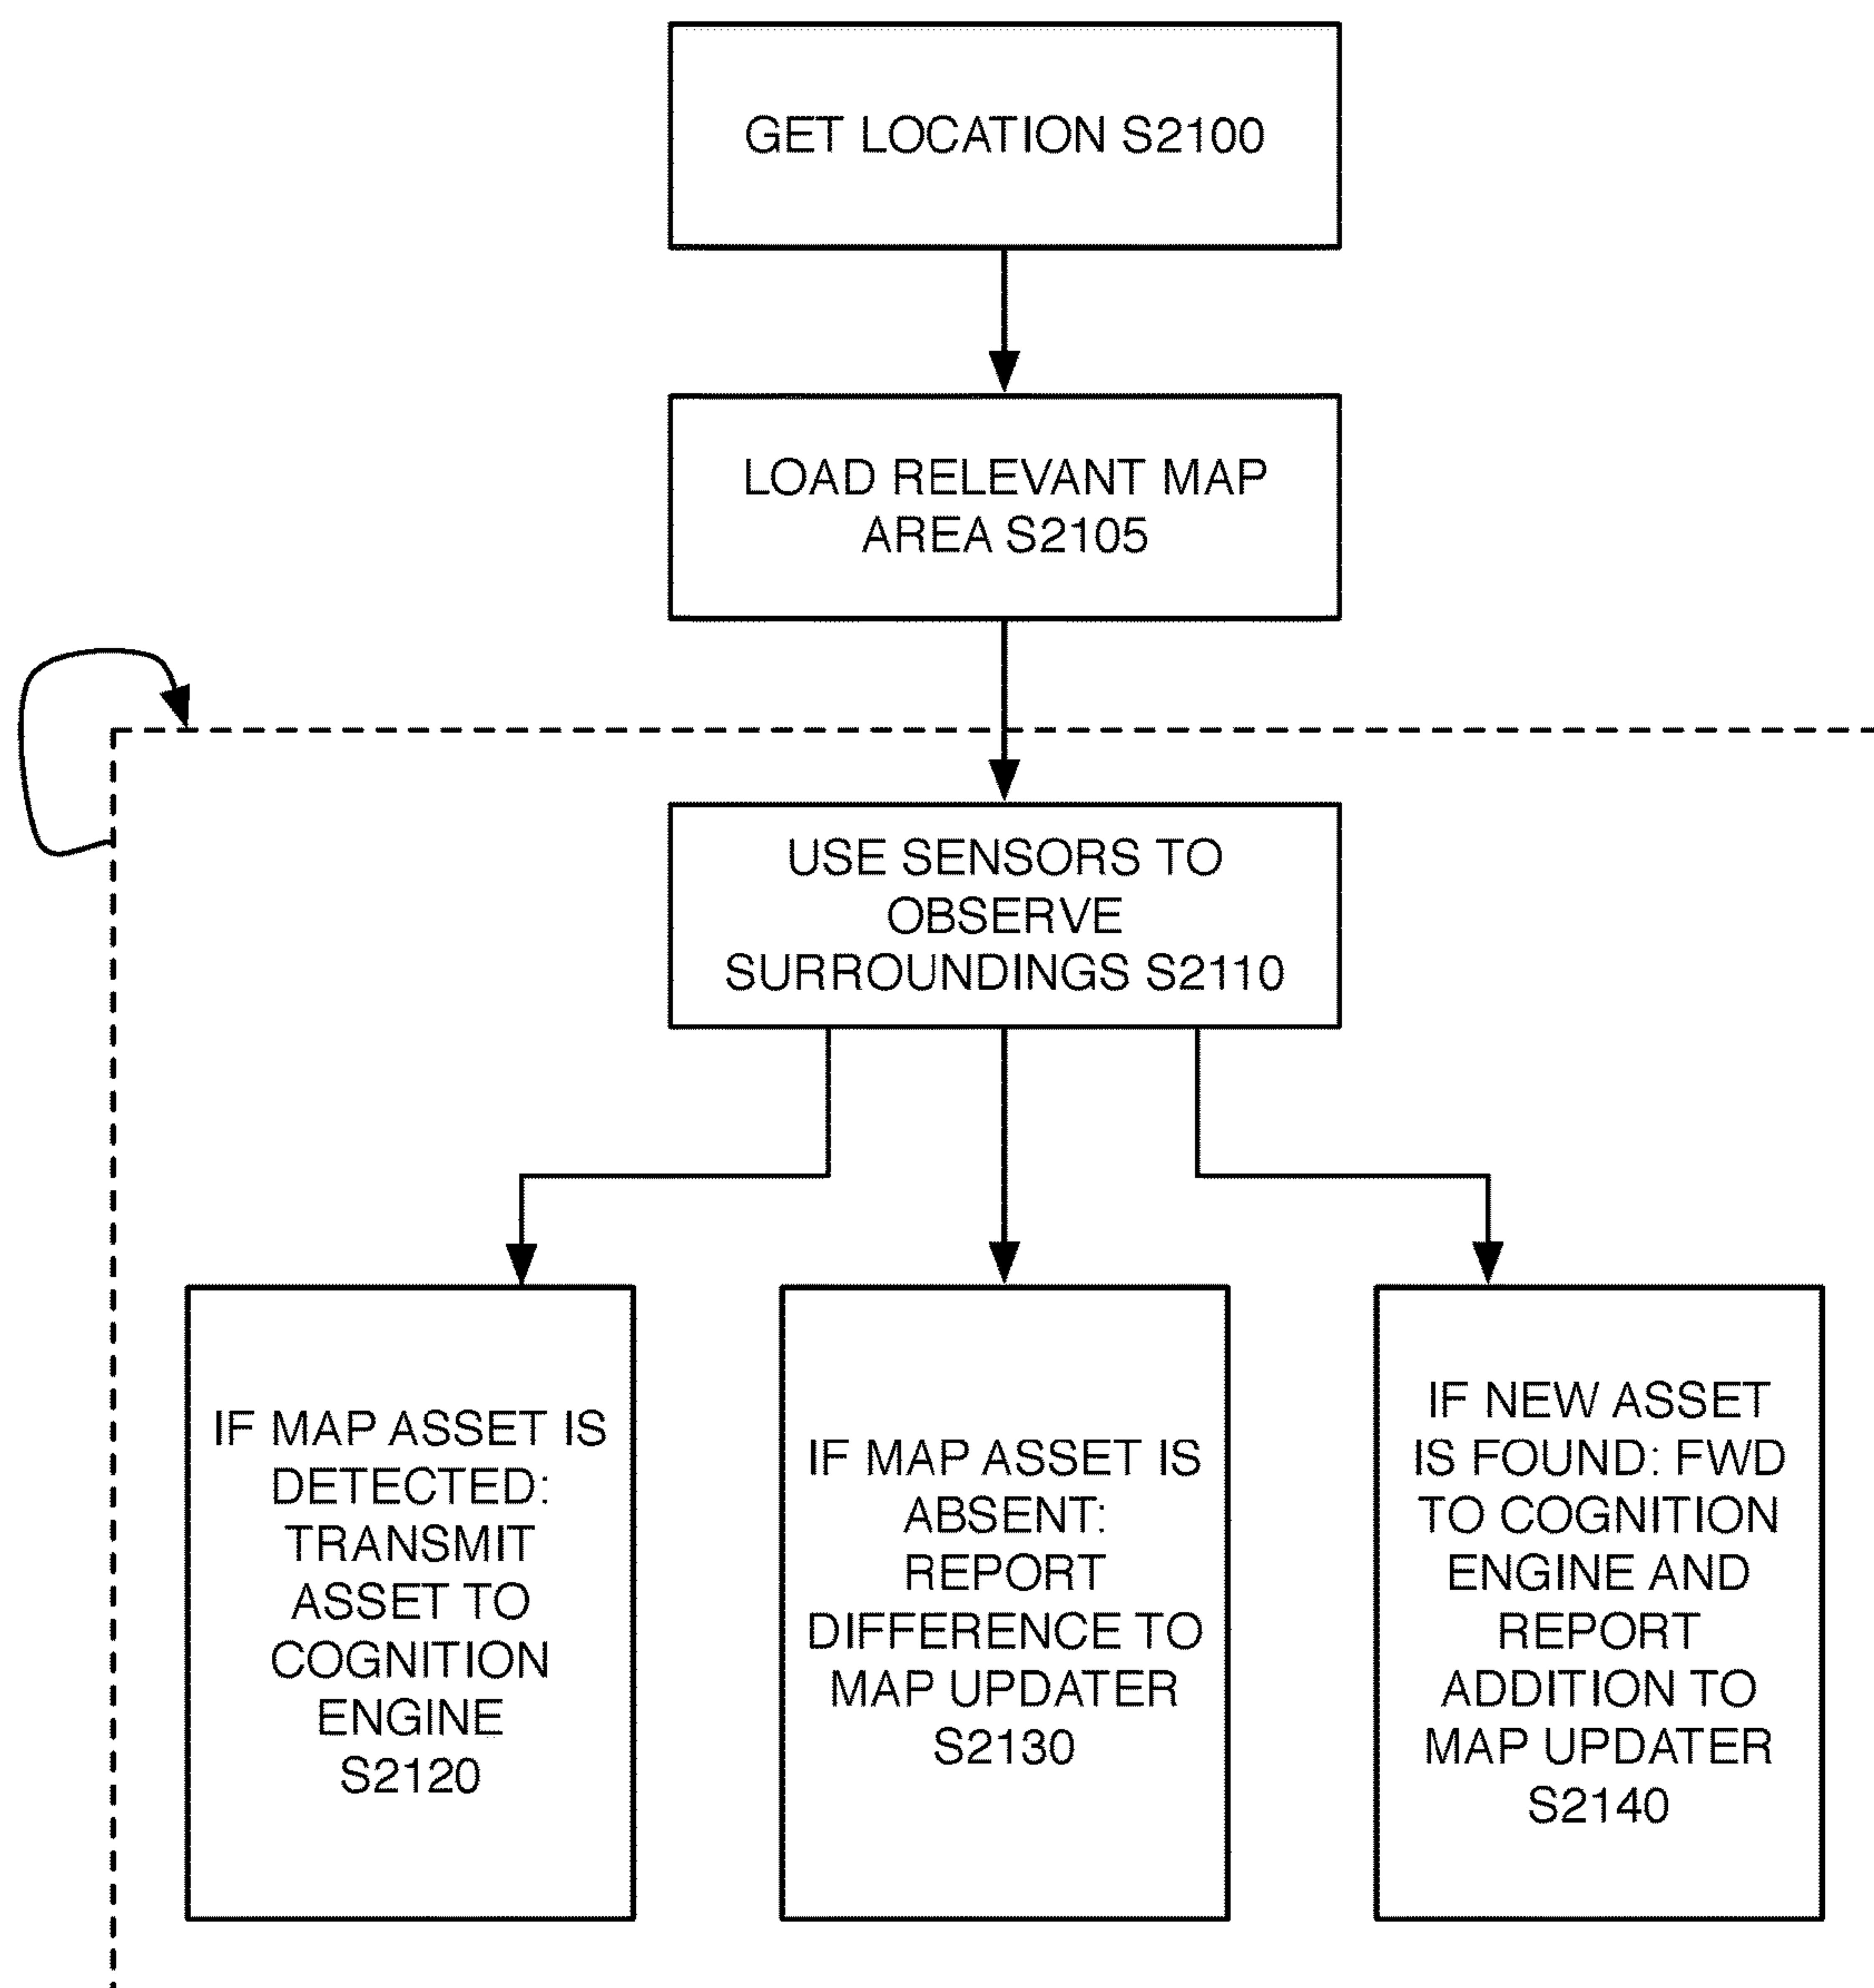 GET LOCATION S2100
LOAD RELEVANT MAP
AREA S2105
USE SENSORS TO
OBSERVE
SURROUNDINGS S2110
IF MAP ASSET IS
DETECTED:
TRANSMIT
ASSET TO
COGNITION
ENGINE
S2120
IF MAP ASSET IS
ABSENT:
REPORT
DIFFERENCE TO
MAP UPDATER
S2130
IF NEW ASSET
IS FOUND: FWD
TO COGNITION
ENGINE AND
REPORT
ADDITION TO
MAP UPDATER
S2140